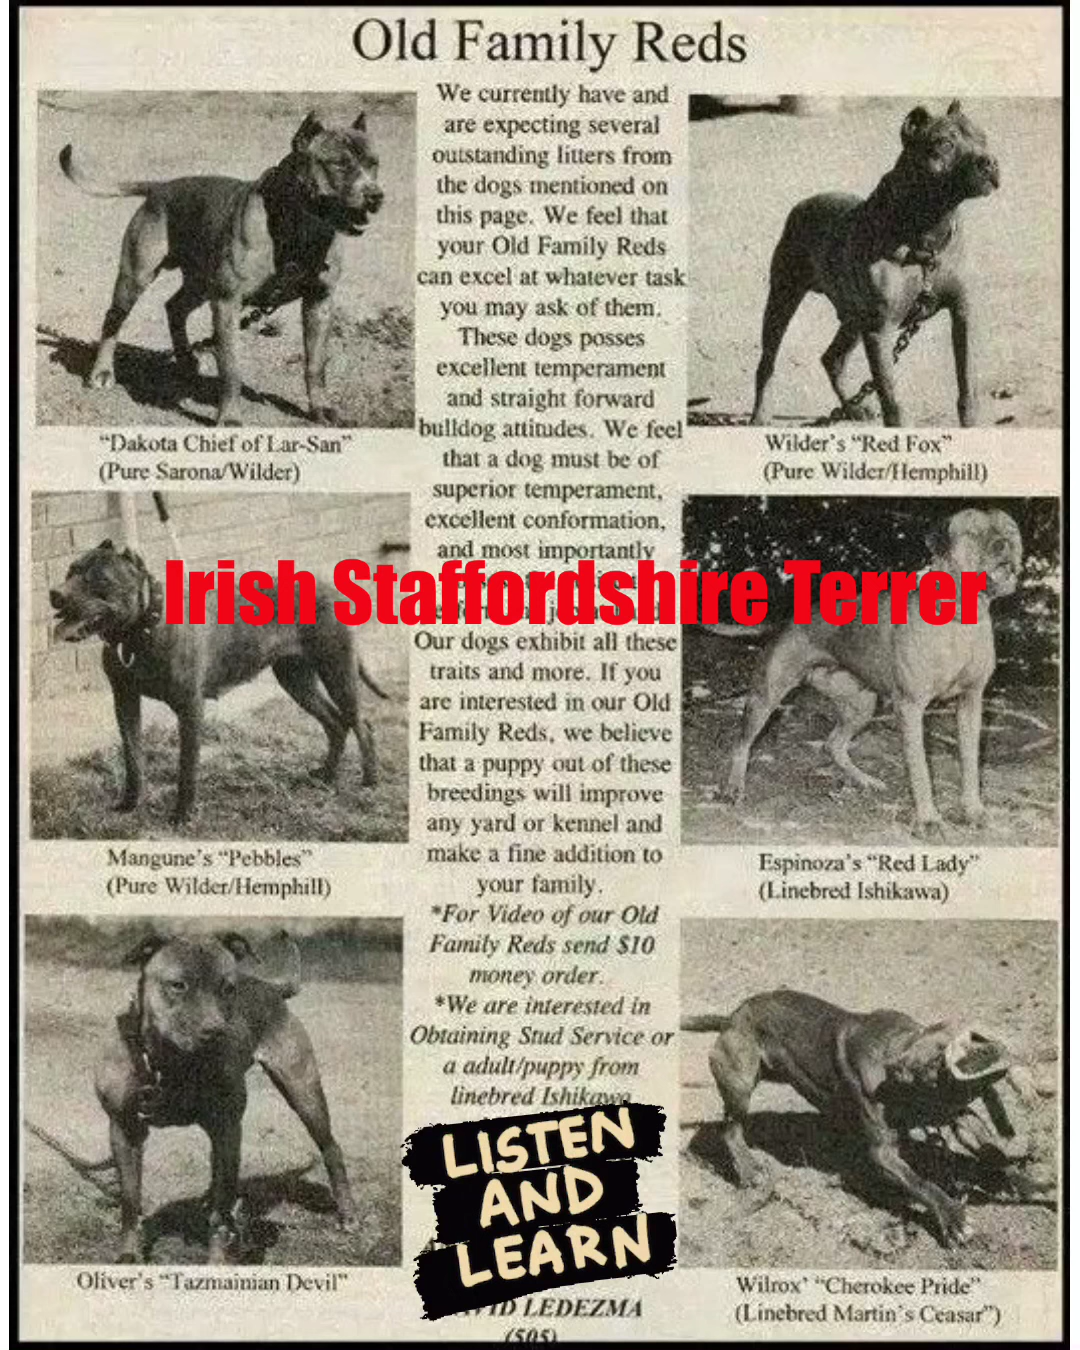 Old Family Reds
We currently have and
are expecting several
outstanding litters from
the dogs mentioned on
this page. We feel that
your Old Family Reds
can excel at whatever task
you may ask of them.
These dogs posses
excellent temperament
and straight forward
bulldog attitudes. We feel
that a dog must be of
superior temperament,
excellent conformation,
and most importantly
Our dogs exhibit all these
traits and more. If you
are interested in our Old
Family Reds, we believe
that a puppy out of these
breedings will improve
any yard or kennel and
make a fine addition to
your family.
*For Video of our Old
Family Reds send $10
money order.
*We are interested in
Obtaining Stud Service or
a adult/puppy from
linebred Ishikawa
DAVID LEDEZMA
(505)
"Dakota Chief of Lar-San"
(Pure Sarona/Wilder)
Wilder's "Red Fox"
(Pure Wilder/Hemphill)
Irish Staffordshire Terrer
Mangune's "Pebbles"
(Pure Wilder/Hemphill)
Espinoza's "Red Lady"
(Linebred Ishikawa)
LISTEN
AND
LEARN
Oliver's "Tazmainian Devil"
Wilrox' "Cherokee Pride"
(Linebred Martin's Ceasar")